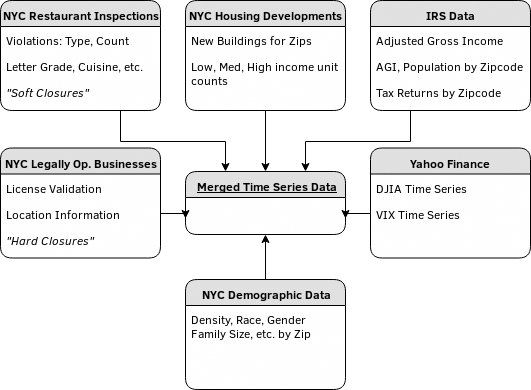 NYC Restaurant Inspections
Violations: Type, Count
Letter Grade, Cuisine, etc.
"Soft Closures"
NYC Housing Developments
New Buildings for Zips
Low, Med, High income unit
counts
IRS Data
Adjusted Gross Income
AGI, Population by Zipcode
Tax Returns by Zipcode
NYC Legally Op. Businesses
License Validation
Location Information
"Hard Closures"
Merged Time Series Data
Yahoo Finance
DJIA Time Series
VIX Time Series
NYC Demographic Data
Density, Race, Gender
Family Size, etc. by Zip